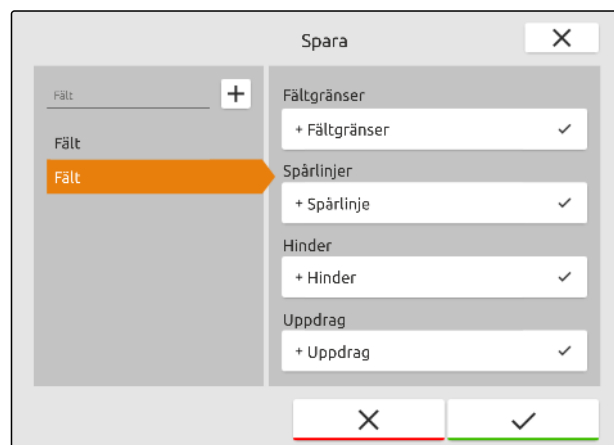 Spara
Fält
Fält
Fält
Fältgränser
+ Fältgränser
Spårlinjer
+ Spårlinje
Hinder
+ Hinder
Uppdrag
+ Uppdrag